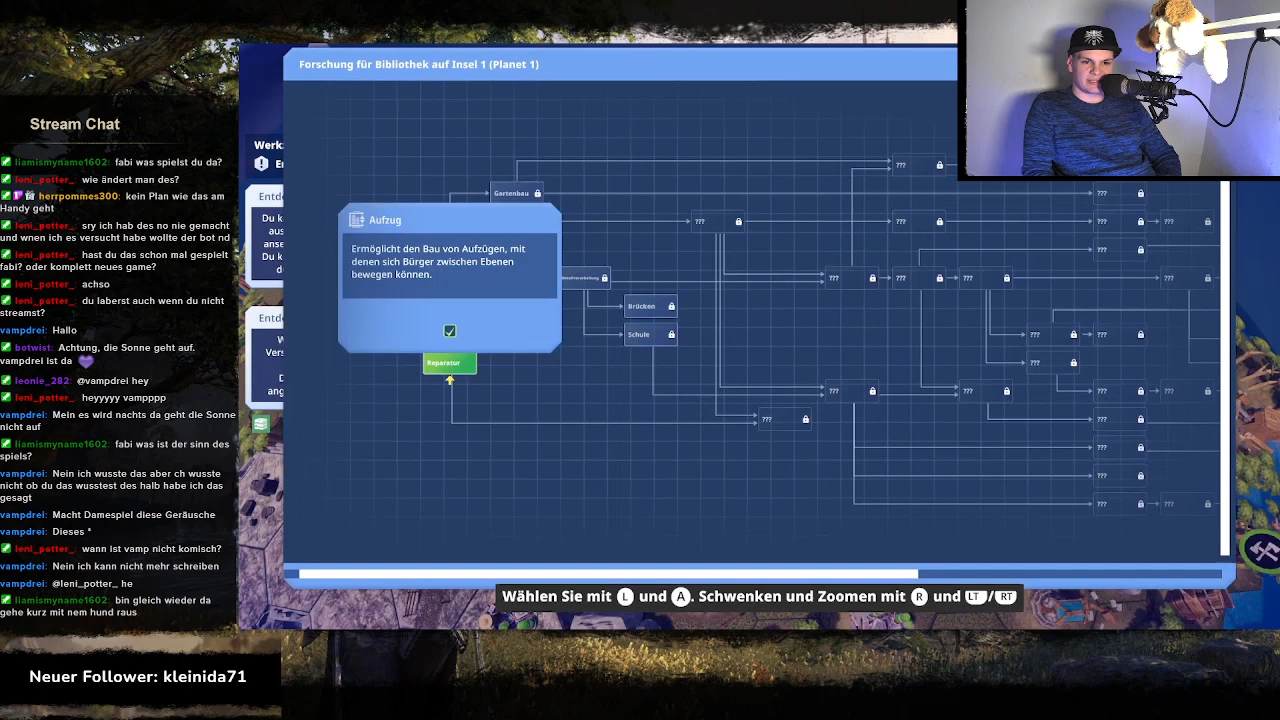 Stream Chat
liamismyname1602: fabi was spielst du da?
leni_potter_: wie ändert man des?
herrpommes300: kein Plan wie das am
Handy geht
leni_potter_: sry ich hab des no nie gemacht
und wnen ich es versucht habe wollte der bot nd
leni_potter_: hast du das schon mal gespielt
fabi? oder komplett neues game?
leni_potter_: achso
leni_potter_: du laberst auch wenn du nicht
streamst?
vampdrei: Hallo
botwist: Achtung, die Sonne geht auf.
vampdrei Ist da
leonie_282: @vampdrei hey
leni_potter_: heyyyyy vampppp
vampdrei: Mein es wird nachts da geht die Sonne
nicht auf
liamismyname1602: fabi was ist der sinn des
spiels?
vampdrei: Nein ich wusste das aber ch wusste
nicht ob du das wusstest des halb habe ich das
gesagt
vampdrei: Macht Damespiel diese Geräusche
vampdrei: Dieses *
leni_potter_: wann Ist vamp nicht komisch?
vampdrei: Nein ich kann nicht mehr schreiben
vampdrei: @leni_potter_ he
liamismyname1602: bin gleich wieder da
gehe kurz mit nem hund raus
Neuer Follower: kleinida71
Werkz
Entd
Du k
aus
anse
Du k
d
Entde
W
Vers
D
ang
Forschung für Bibliothek auf Insel 1 (Planet 1)
Gartenbau
???
???
???
???
???
???
???
???
Aufzug
Ermöglicht den Bau von Aufzügen, mit
denen sich Bürger zwischen Ebenen
bewegen können.
???
???
???
???
Brücken
Schule
???
???
Reparatur
???
???
???
???
???
???
???
???
???
???
???
Wählen Sie mit L und A. Schwenken und Zoomen mit R und LT/RT